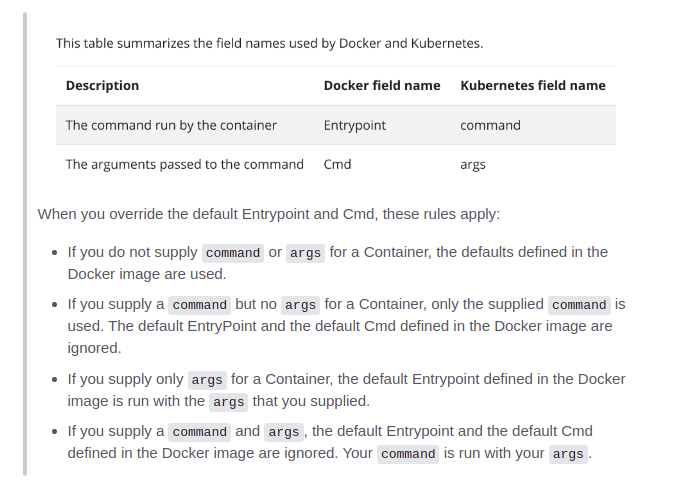 This table summarizes the field names used by Docker and Kubernetes.
Description Docker field name Kubernetes field name
The command run by the container Entrypoint command
The arguments passed to the command Cmd args
When you override the default Entrypoint and Cmd, these rules apply:
• If you do not supply command or args for a Container, the defaults defined in the
Docker image are used.
• If you supply a command but no args for a Container, only the supplied command is
used. The default EntryPoint and the default Cmd defined in the Docker image are
ignored.
• If you supply only args for a Container, the default Entrypoint defined in the Docker
image is run with the args that you supplied.
• If you supply a command and args, the default Entrypoint and the default Cmd
defined in the Docker image are ignored. Your command is run with your args.